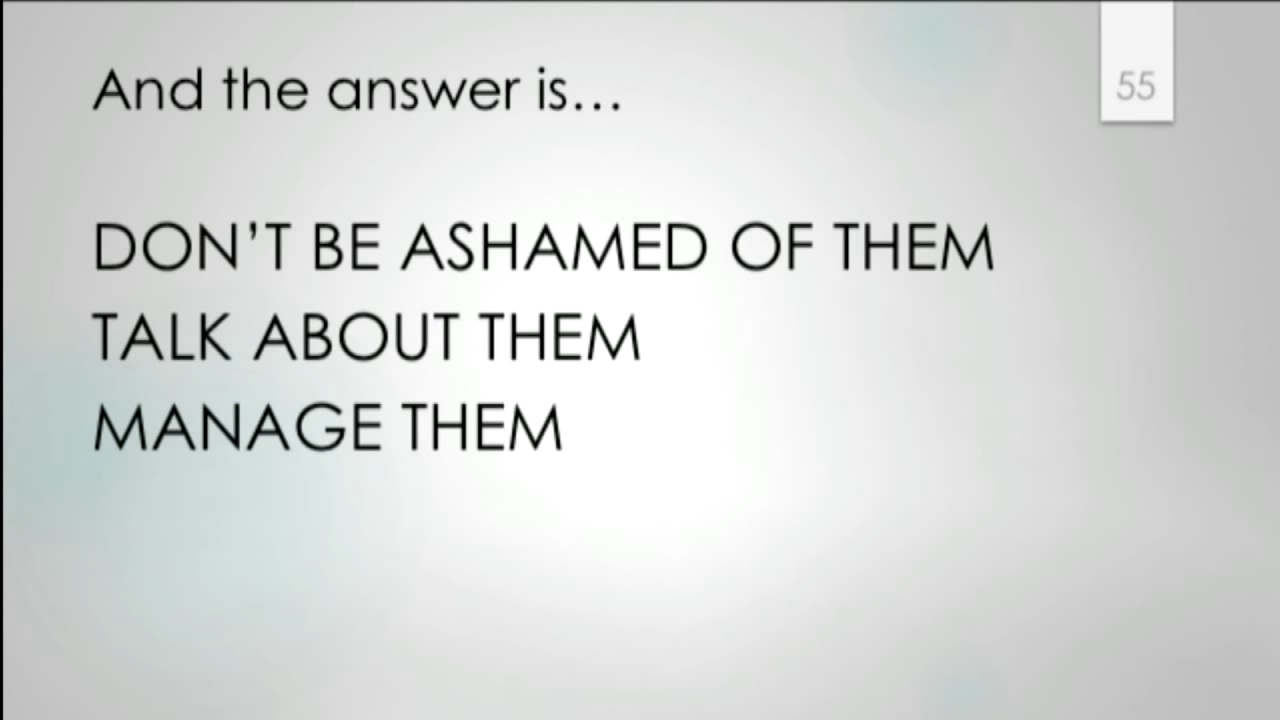 And the answer is…
55
DON’T BE ASHAMED OF THEM
TALK ABOUT THEM
MANAGE THEM